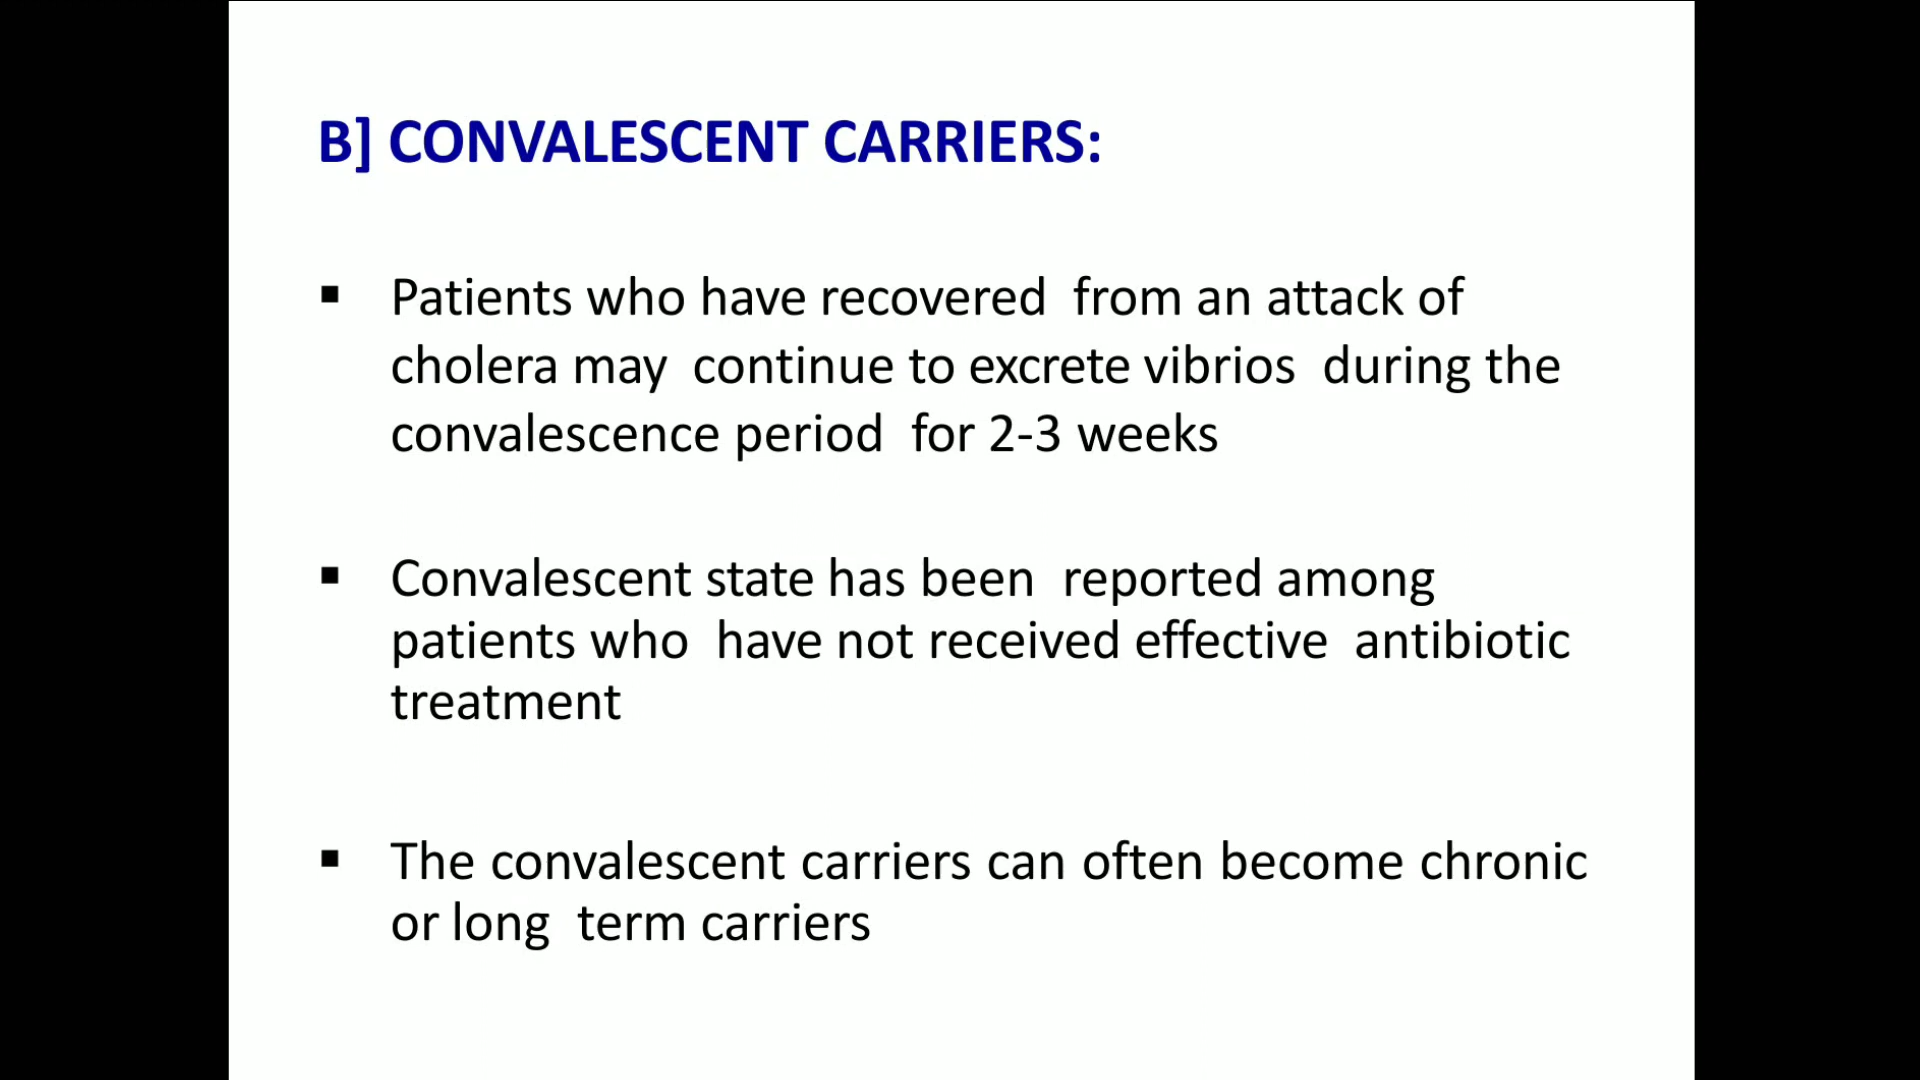 B] CONVALESCENT CARRIERS:
▪ Patients who have recovered from an attack of
cholera may continue to excrete vibrios during the
convalescence period for 2-3 weeks
▪ Convalescent state has been reported among
patients who have not received effective antibiotic
treatment
▪ The convalescent carriers can often become chronic
or long term carriers